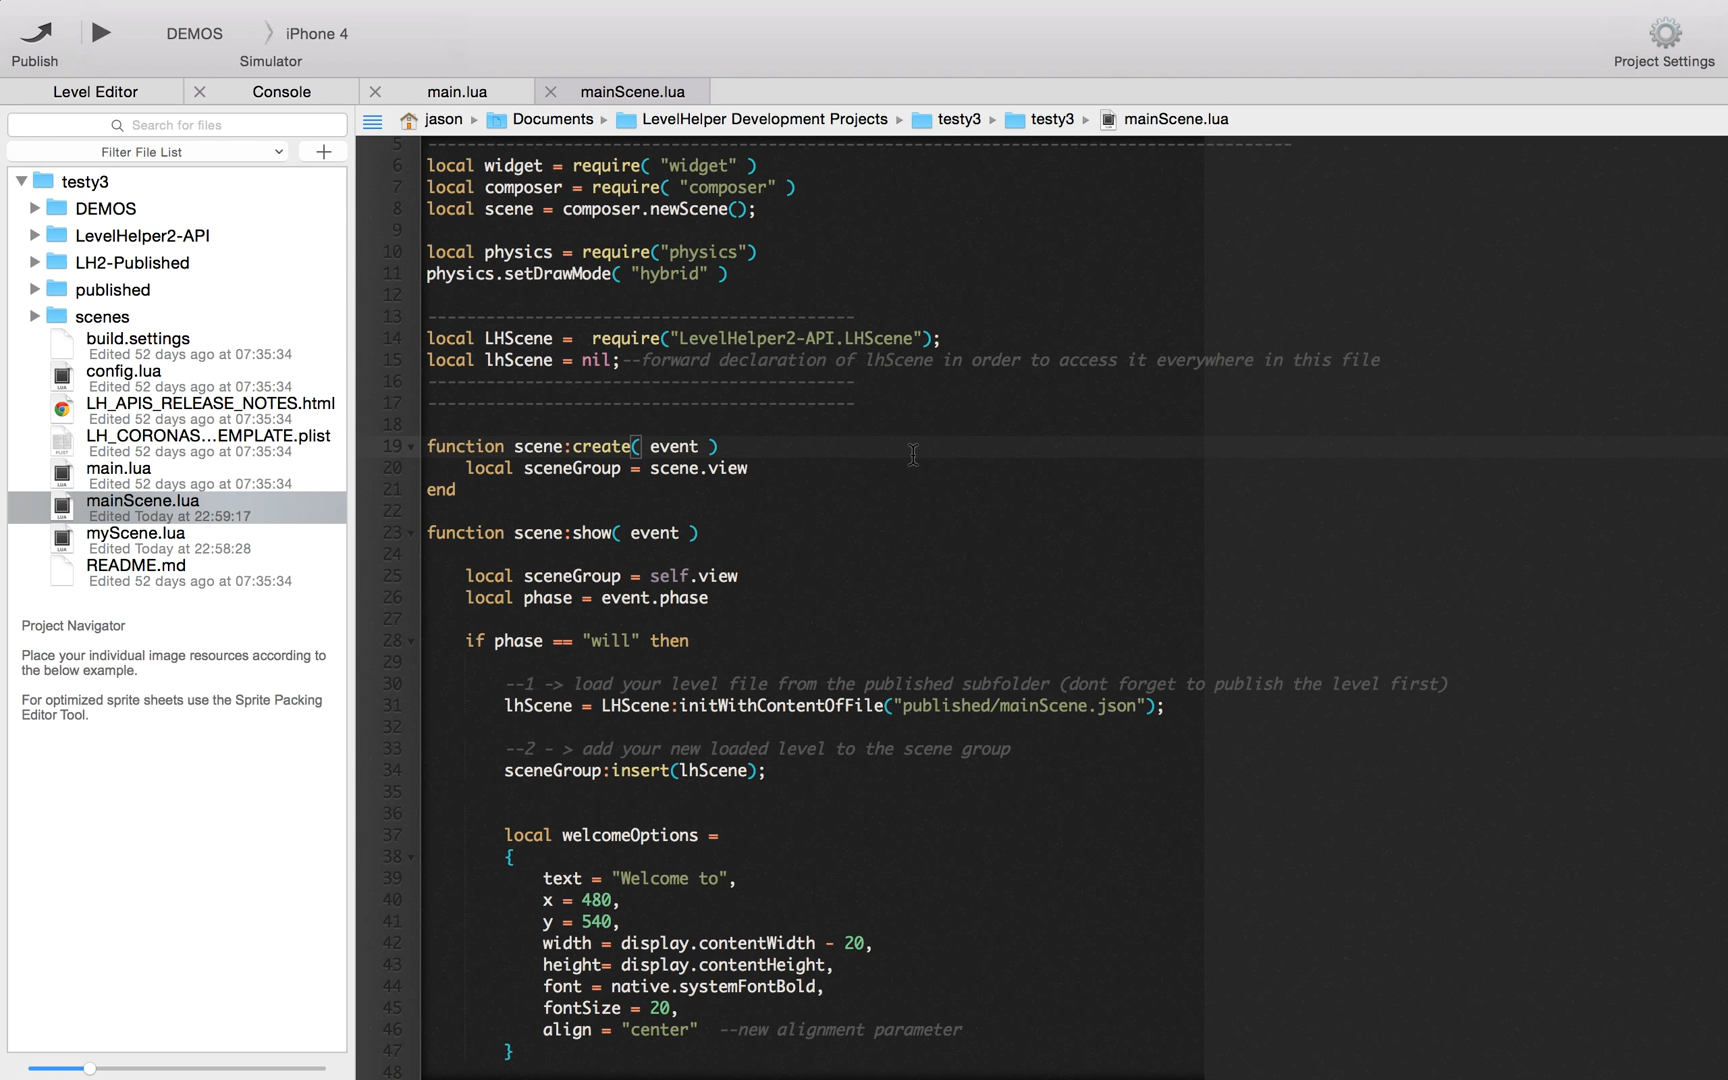 DEMOS
iPhone 4
Publish
Simulator
Project Settings
Level Editor
Console
main.lua
mainScene.lua
Search for files
jason
Documents
LevelHelper Development Projects
testy3
testy3
mainScene.lua
Filter File List
testy3
DEMOS
LevelHelper2-API
LH2-Published
published
scenes
build.settings
Edited 52 days ago at 07:35:34
config.lua
Edited 52 days ago at 07:35:34
LH_APIS_RELEASE_NOTES.html
Edited 52 days ago at 07:35:34
LH_CORONAS...EMPLATE.plist
Edited 52 days ago at 07:35:34
main.lua
Edited 52 days ago at 07:35:34
mainScene.lua
Edited Today at 22:59:17
myScene.lua
Edited Today at 22:58:28
README.md
Edited 52 days ago at 07:35:34
Project Navigator
Place your individual image resources according to
the below example.
For optimized sprite sheets use the Sprite Packing
Editor Tool.
5 ------------------------------------------------------------------------------------------
6 local widget = require( "widget" )
7 local composer = require( "composer" )
8 local scene = composer.newScene();
9
10 local physics = require("physics")
11 physics.setDrawMode( "hybrid" )
12
13 --------------------------------------------
14 local LHScene =  require("LevelHelper2-API.LHScene");
15 local lhScene = nil;--forward declaration of lhScene in order to access it everywhere in this file
16 --------------------------------------------
17 --------------------------------------------
18
19 function scene:create( event )
20     local sceneGroup = scene.view
21 end
22
23 function scene:show( event )
24
25     local sceneGroup = self.view
26     local phase = event.phase
27
28     if phase == "will" then
29
30         --1 -> load your level file from the published subfolder (dont forget to publish the level first)
31         lhScene = LHScene:initWithContentOfFile("published/mainScene.json");
32
33         --2 - > add your new loaded level to the scene group
34         sceneGroup:insert(lhScene);
35
36
37         local welcomeOptions =
38         {
39             text = "Welcome to",
40             x = 480,
41             y = 540,
42             width = display.contentWidth - 20,
43             height= display.contentHeight,
44             font = native.systemFontBold,
45             fontSize = 20,
46             align = "center"  --new alignment parameter
47         }
48